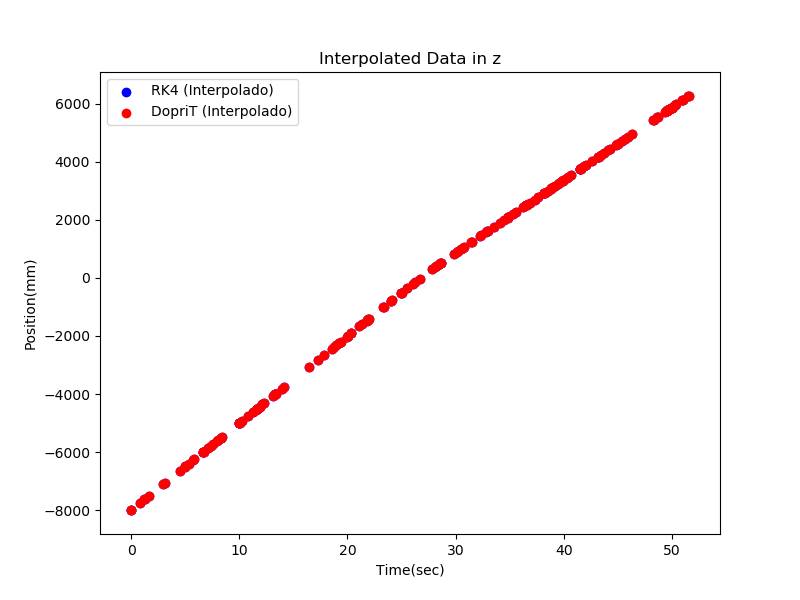 Interpolated Data in z
RK4 (Interpolado)
DopriT (Interpolado)
6000
4000
2000
0
−2000
−4000
−6000
−8000
Position(mm)
0 10 20 30 40 50
Time(sec)